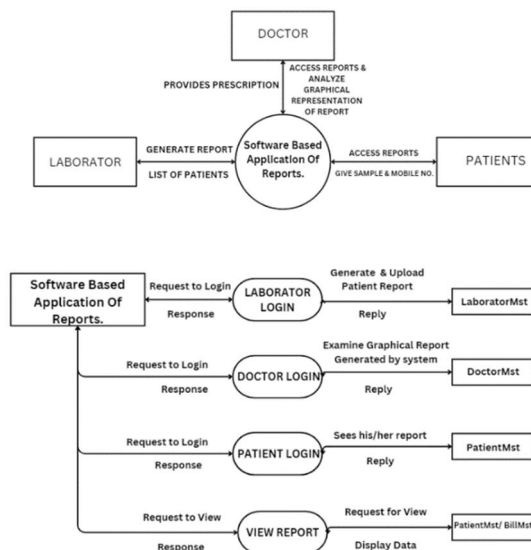 DOCTOR
PROVIDES PRESCRIPTION
ACCESS REPORTS &
ANALYZE
GRAPHICAL
REPRESENTATION
OF REPORT
LABORATOR
GENERATE REPORT
LIST OF PATIENTS
Software Based
Application Of
Reports.
ACCESS REPORTS
GIVE SAMPLE & MOBILE NO.
PATIENTS
Software Based
Application Of
Reports.
Request to Login
Response
LABORATOR
LOGIN
Generate & Upload
Patient Report
Reply
LaboratorMst
Request to Login
Response
DOCTOR LOGIN
Examine Graphical Report
Generated by system
Reply
DoctorMst
Request to Login
Response
PATIENT LOGIN
Sees his/her report
Reply
PatientMst
Request to View
Response
VIEW REPORT
Request for View
Display Data
PatientMst/ BillMst